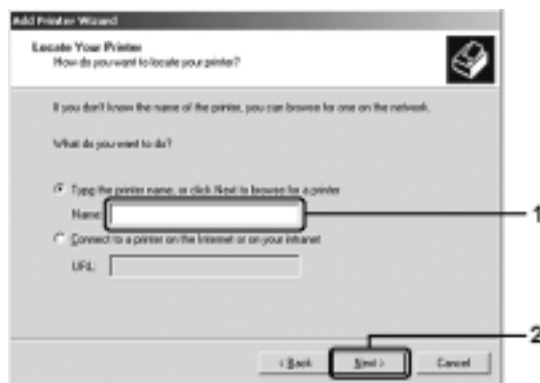 Add Printer Wizard
Locate Your Printer
How do you want to locate your printer?
If you don't know the name of the printer, you can browse for one on the network.
What do you want to do?
Type the printer name, or click Next to browse for a printer
Name:
1
Connect to a printer on the Internet or on your intranet
URL:
2
< Back Next > Cancel